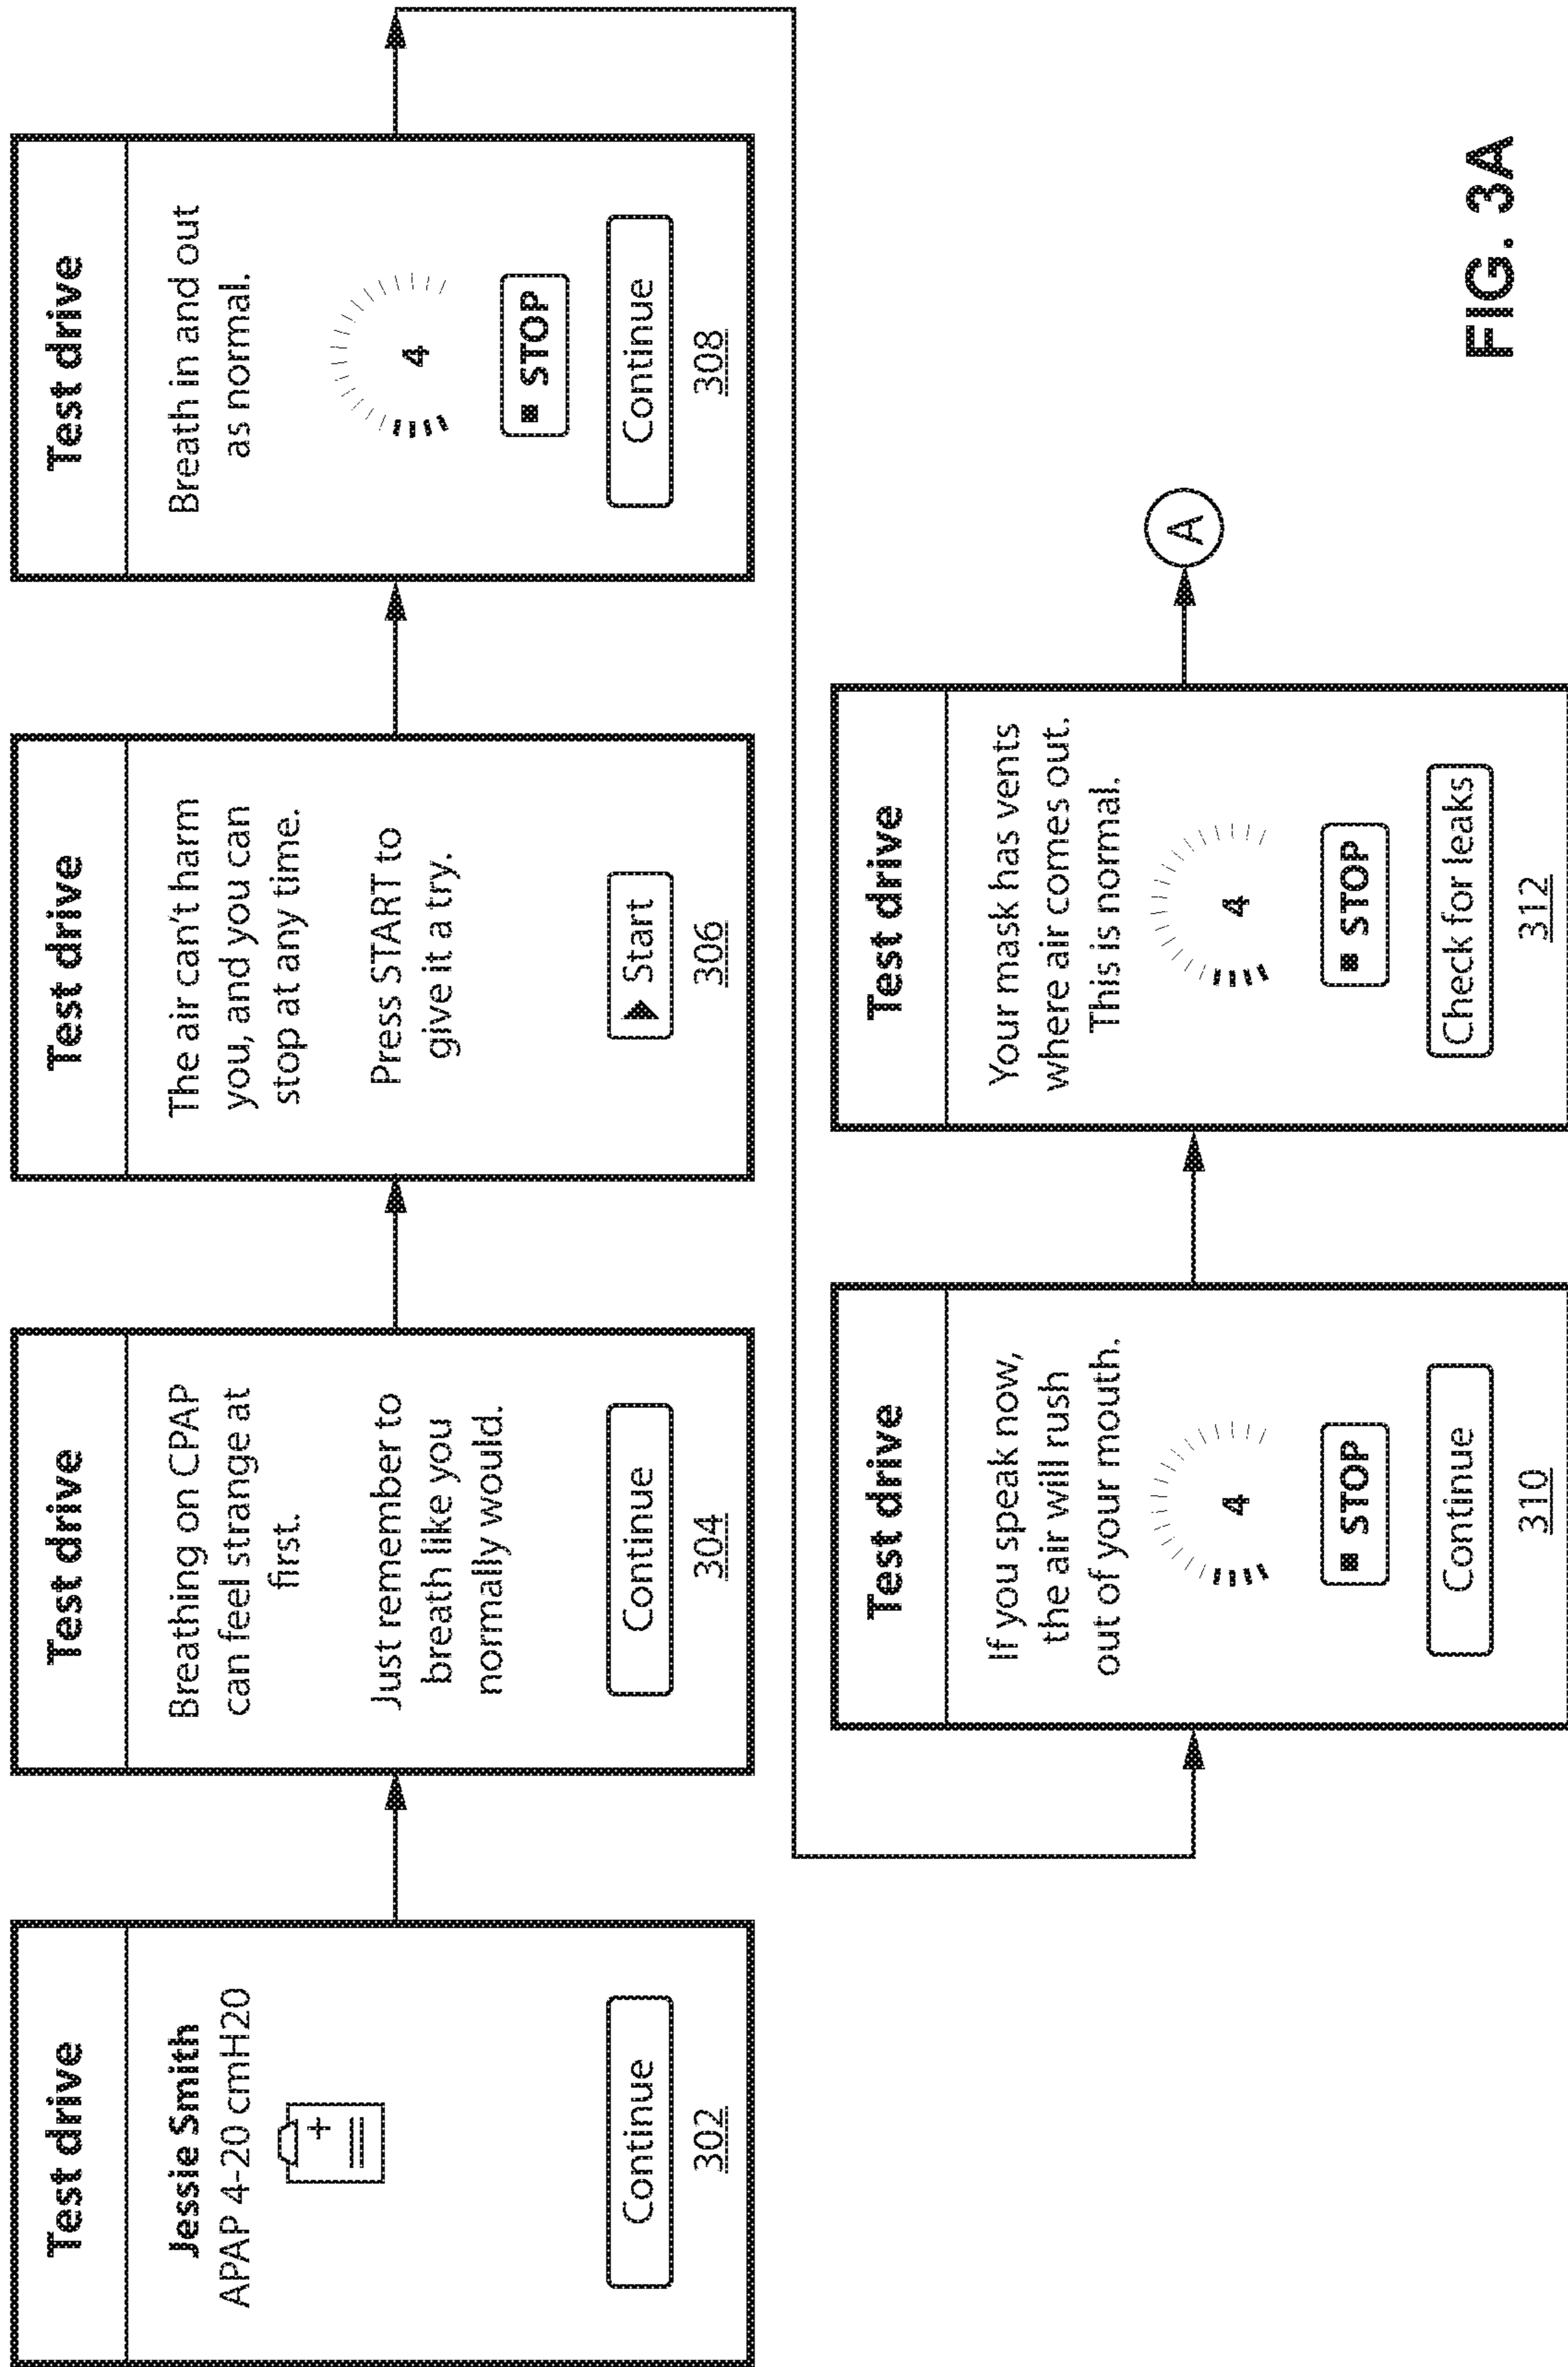 Test drive
Jessie Smith
APAP 4-20 cmH20
Continue
302
Test drive
Breathing on CPAP
can feel strange at
first.
Just remember to
breath like you
normally would.
Continue
304
Test drive
The air can't harm
you, and you can
stop at any time.
Press START to
give it a try.
Start
306
Test drive
Breath in and out
as normal.
4
STOP
Continue
308
Test drive
If you speak now,
the air will rush
out of your mouth.
4
STOP
Continue
310
Test drive
Your mask has vents
where air comes out.
This is normal.
4
STOP
Check for leaks
312
A
FIG. 3A